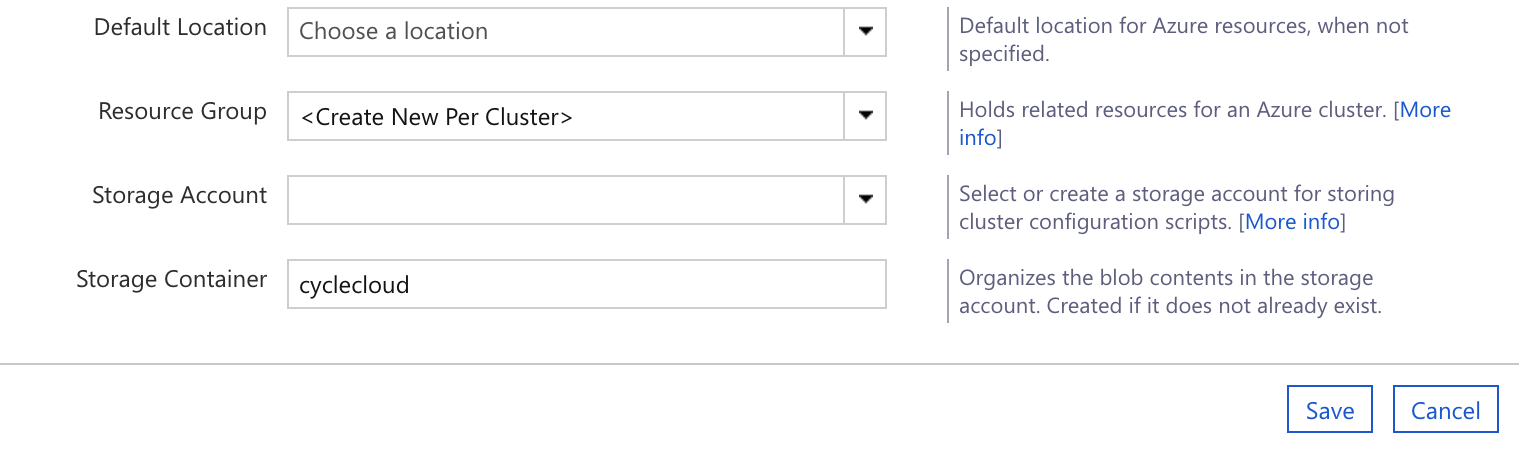 Default Location
Choose a location
Default location for Azure resources, when not
specified.
Resource Group
<Create New Per Cluster>
Holds related resources for an Azure cluster. [More
info]
Storage Account
Select or create a storage account for storing
cluster configuration scripts. [More info]
Storage Container
cyclecloud
Organizes the blob contents in the storage
account. Created if it does not already exist.
Save
Cancel